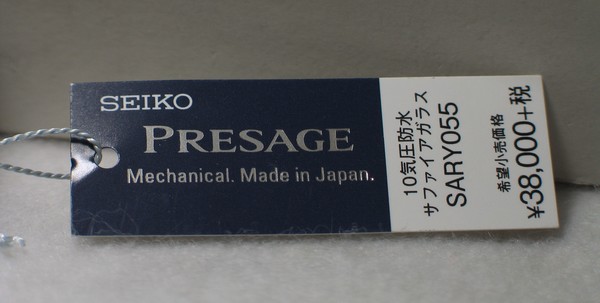 SEIKO
PRESAGE
Mechanical. Made in Japan.
10気圧防水
サファイアガラス
SARY055
希望小売価格
¥38,000+税